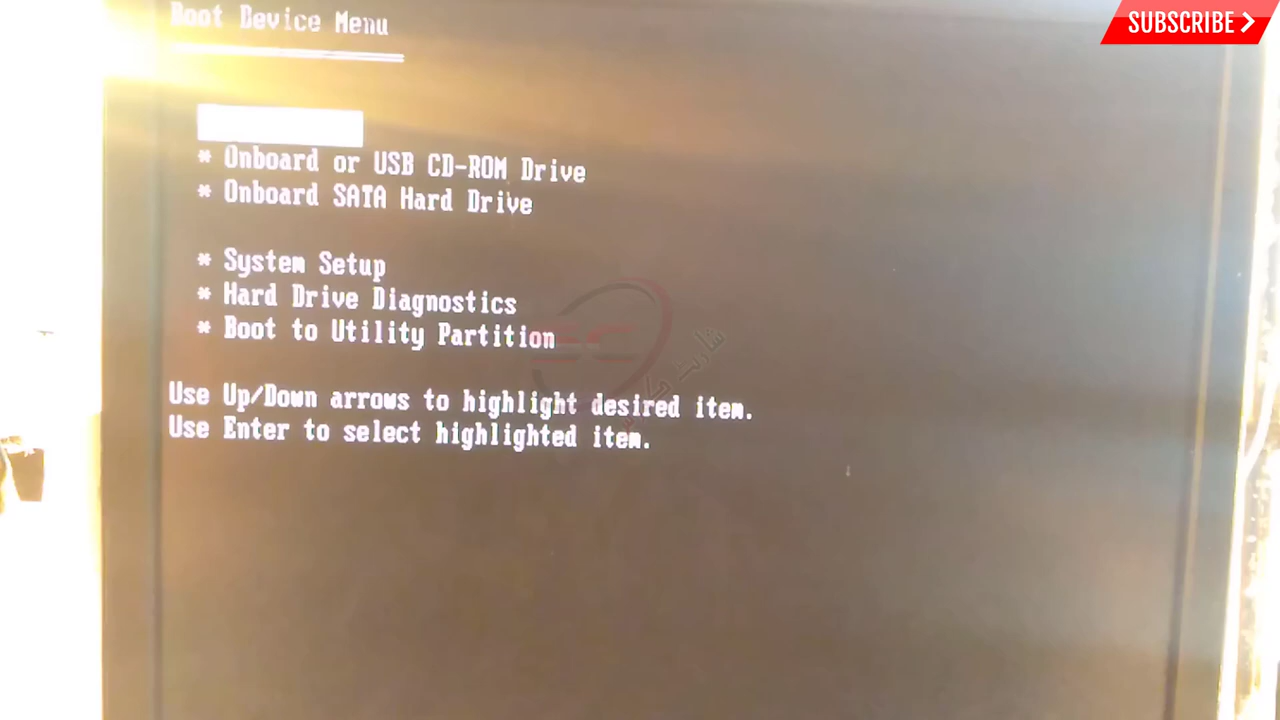 Boot Device Menu
SUBSCRIBE
* Onboard or USB CD-ROM Drive
* Onboard SATA Hard Drive
* System Setup
* Hard Drive Diagnostics
* Boot to Utility Partition
Use Up/Down arrows to highlight desired item.
Use Enter to select highlighted item.